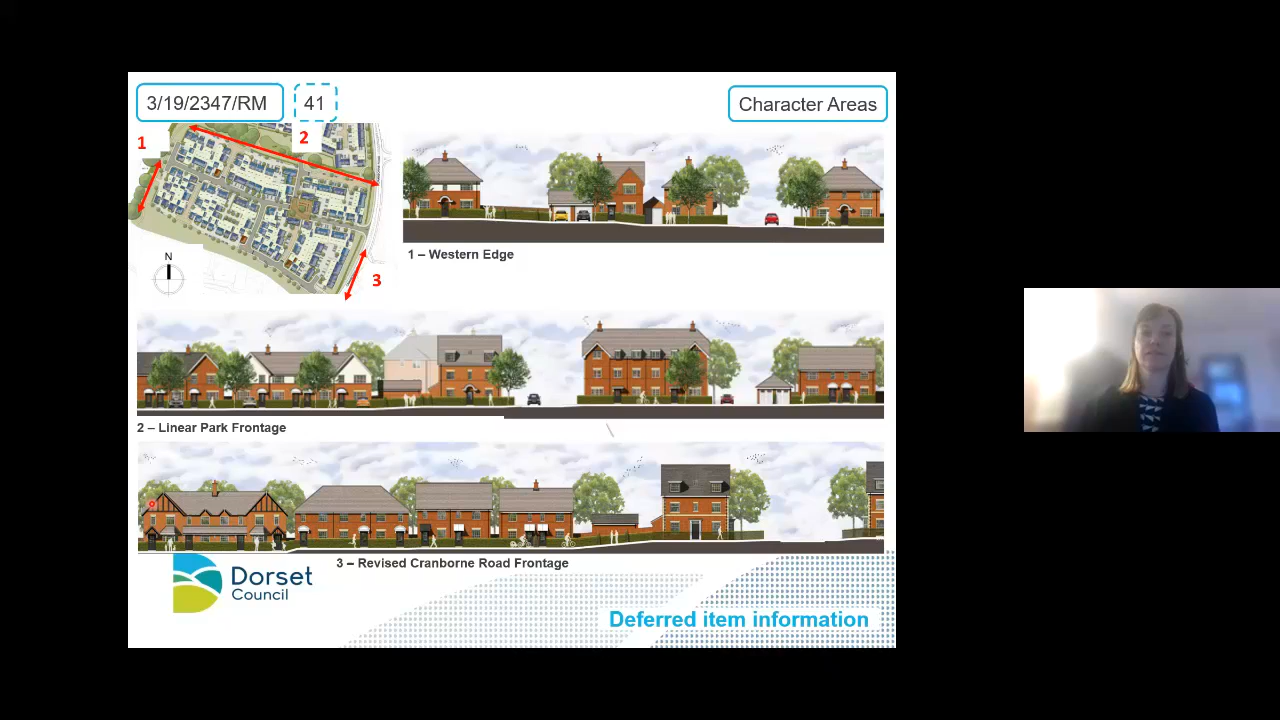 3/19/2347/RM
41
Character Areas
1
2
3
N
1 – Western Edge
2 – Linear Park Frontage
3 – Revised Cranborne Road Frontage
Dorset
Council
Deferred item information